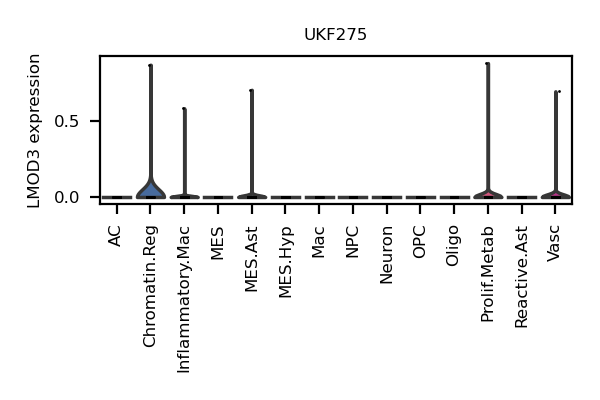 UKF275
LMOD3 expression
0.5
0.0
AC
Chromatin.Reg
Inflammatory.Mac
MES
MES.Ast
MES.Hyp
Mac
NPC
Neuron
OPC
Oligo
Prolif.Metab
Reactive.Ast
Vasc